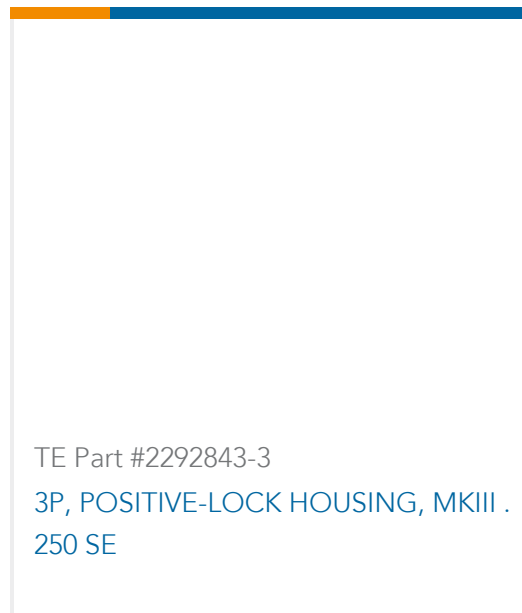 TE Part #2292843-3
3P, POSITIVE-LOCK HOUSING, MKIII .
250 SE